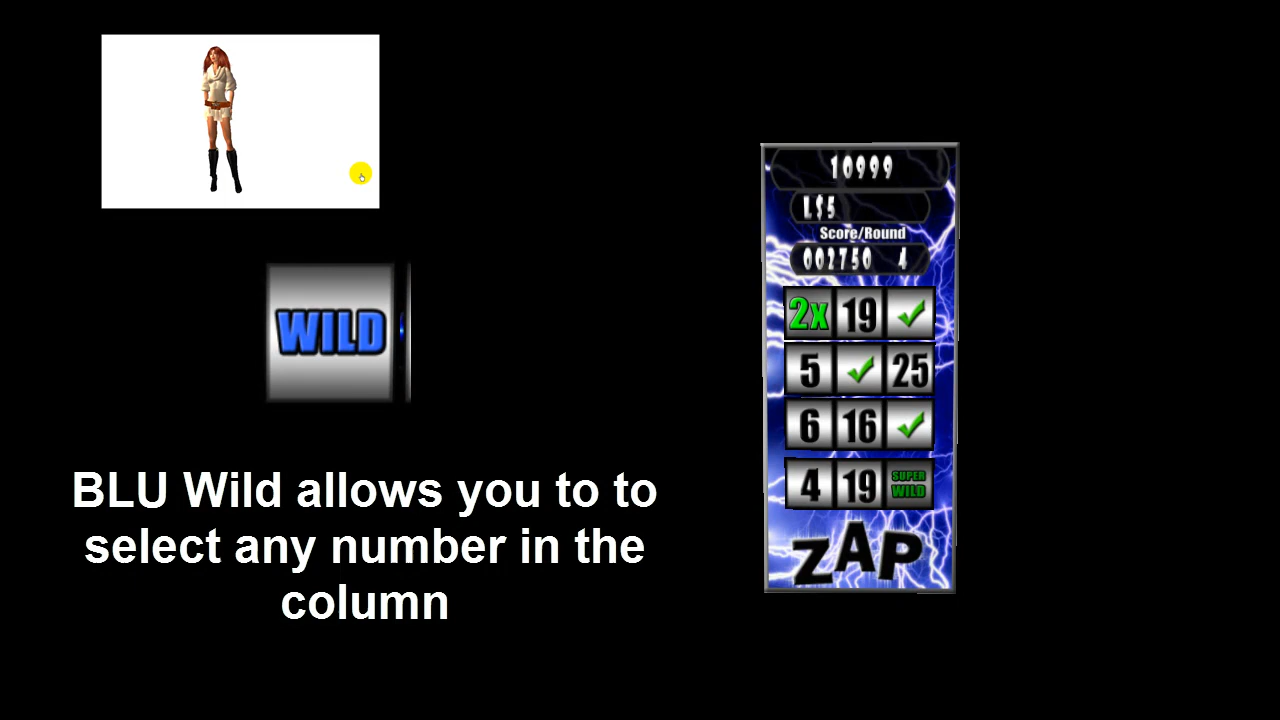 WILD
BLU Wild allows you to to
select any number in the
column
10999
L$5
Score/Round
002750 4
2x 19 ✓
5 ✓ 25
6 16 ✓
4 19 SUPER WILD
ZAP